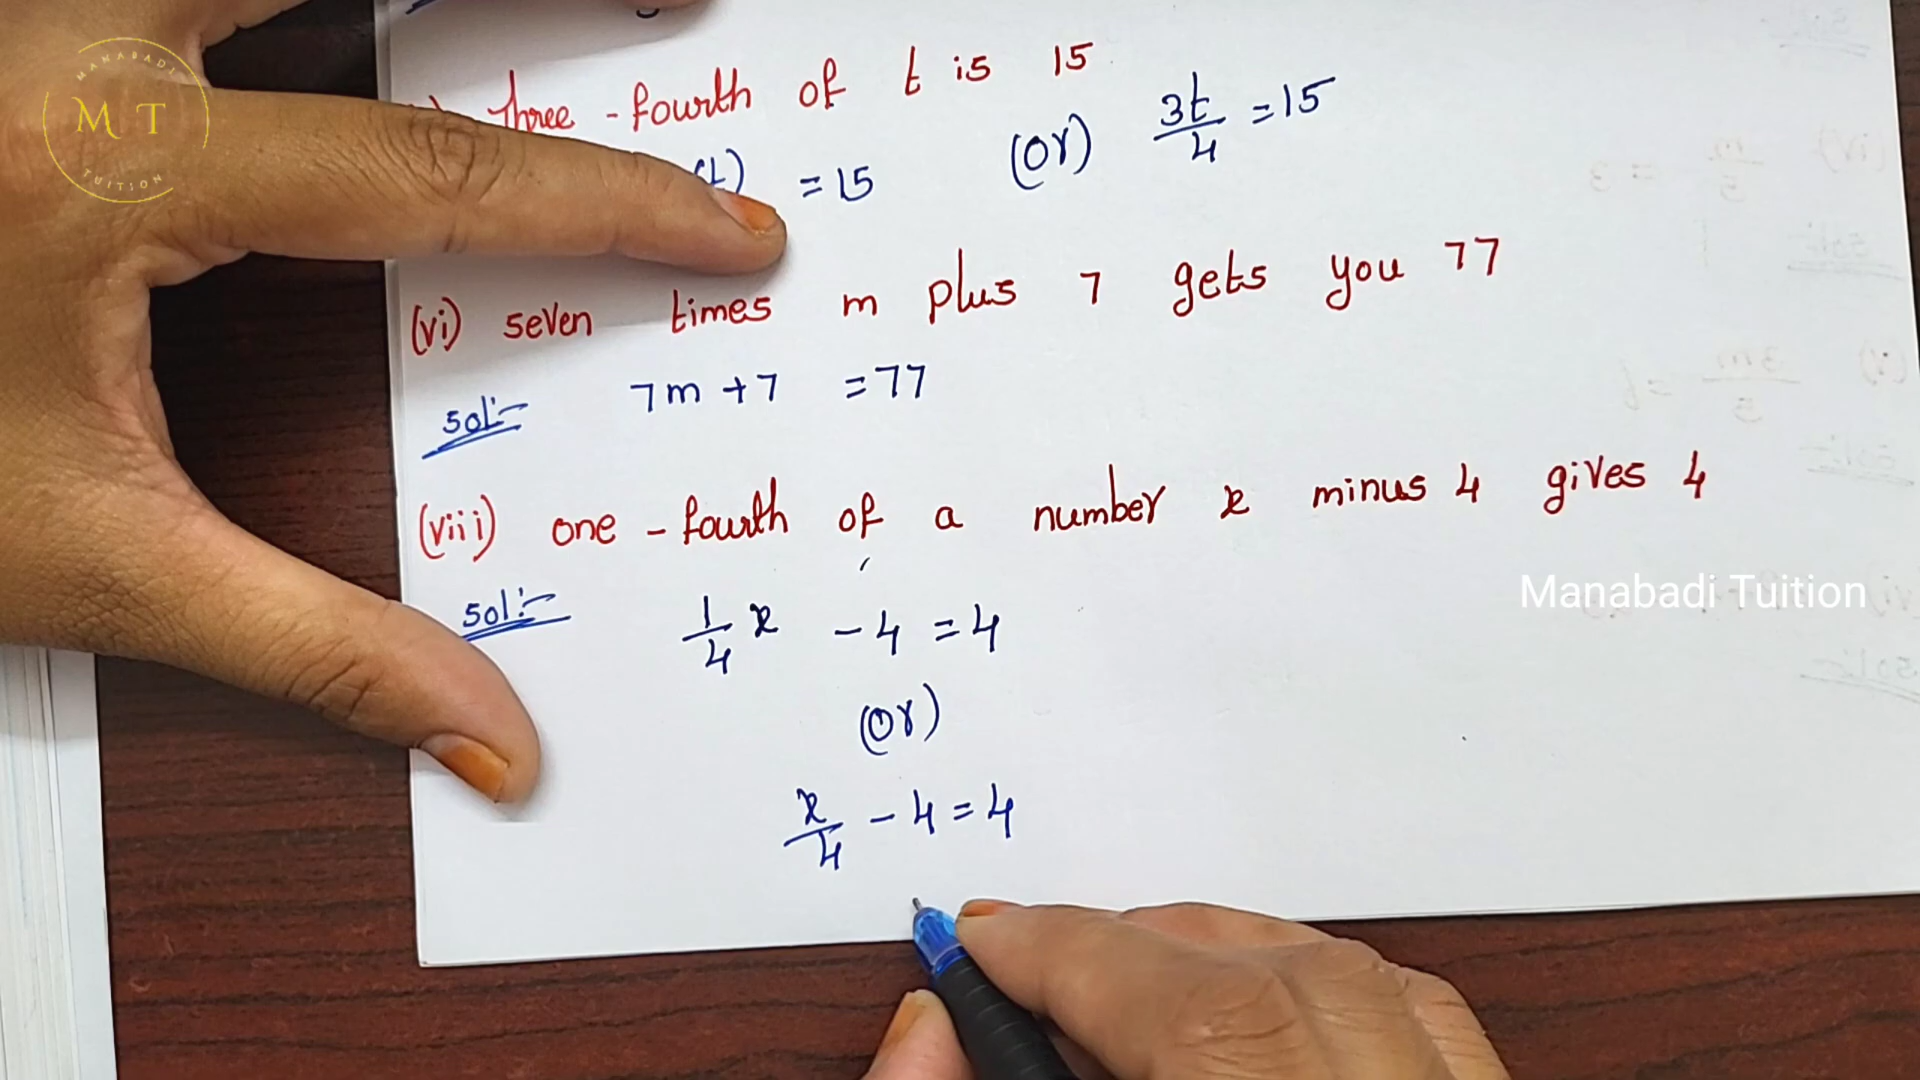 MANABADI
M T
TUITION
three - fourth of t is 15
(t) = 15 (or) 3t/4 = 15
(vi) seven times m plus 7 gets you 77
Sol:- 7m + 7 = 77
(viii) one - fourth of a number x minus 4 gives 4
Manabadi Tuition
Sol:- 1/4 x - 4 = 4
(or)
x/4 - 4 = 4